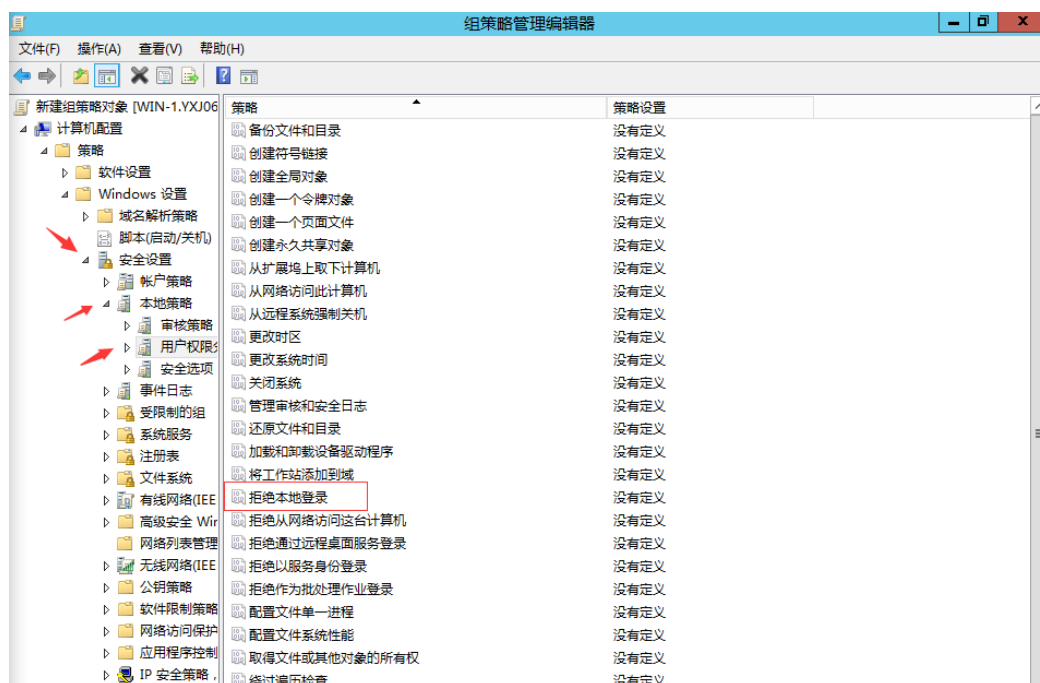 组策略管理编辑器
文件(F) 操作(A) 查看(V) 帮助(H)
新建组策略对象 [WIN-1.YXJ06
计算机配置
策略
软件设置
Windows 设置
域名解析策略
脚本(启动/关机)
安全设置
帐户策略
本地策略
审核策略
用户权限
安全选项
事件日志
受限制的组
系统服务
注册表
文件系统
有线网络(IEE
高级安全 Wir
网络列表管理
无线网络(IEE
公钥策略
软件限制策略
网络访问保护
应用程序控制
IP 安全策略，
策略 策略设置
备份文件和目录 没有定义
创建符号链接 没有定义
创建全局对象 没有定义
创建一个令牌对象 没有定义
创建一个页面文件 没有定义
创建永久共享对象 没有定义
从扩展坞上取下计算机 没有定义
从网络访问此计算机 没有定义
从远程系统强制关机 没有定义
更改时区 没有定义
更改系统时间 没有定义
关闭系统 没有定义
管理审核和安全日志 没有定义
还原文件和目录 没有定义
加载和卸载设备驱动程序 没有定义
将工作站添加到域 没有定义
拒绝本地登录 没有定义
拒绝从网络访问这台计算机 没有定义
拒绝通过远程桌面服务登录 没有定义
拒绝以服务身份登录 没有定义
拒绝作为批处理作业登录 没有定义
配置文件单一进程 没有定义
配置文件系统性能 没有定义
取得文件或其他对象的所有权 没有定义
绕过遍历检查 没有定义